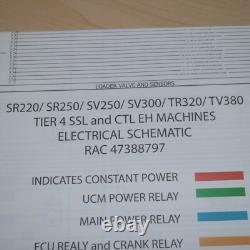 LOADER VALVE AND SENSORS
SR220/ SR250/ SV250/ SV300/ TR320/ TV380
TIER 4 SSL and CTL EH MACHINES
ELECTRICAL SCHEMATIC
RAC 47388797
INDICATES CONSTANT POWER
UCM POWER RELAY
MAIN POWER RELAY
ECU REALY and CRANK RELAY
ebay